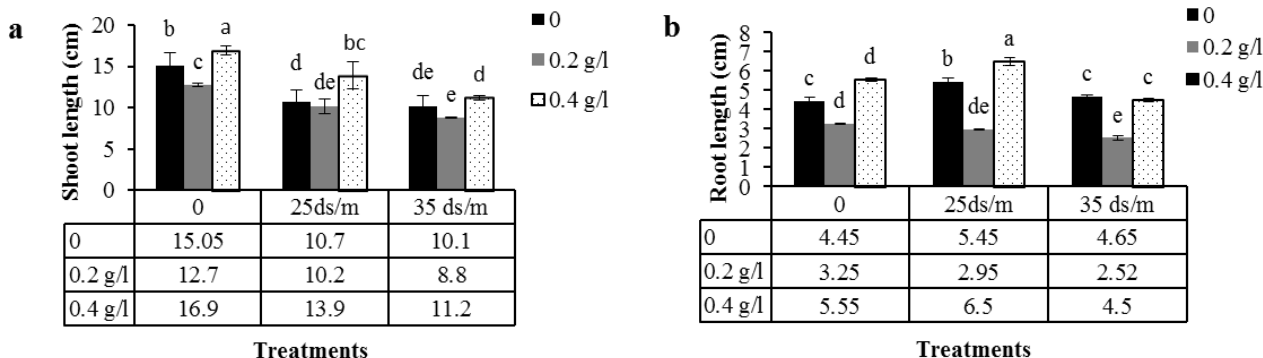 a
Shoot length (cm)
20
15
10
5
0
b
c
a
d
de
bc
de
e
d
0
0.2 g/l
0.4 g/l
0 25ds/m 35 ds/m
0 15.05 10.7 10.1
0.2 g/l 12.7 10.2 8.8
0.4 g/l 16.9 13.9 11.2
Treatments
b
Root length (cm)
8
7
6
5
4
3
2
1
0
c
d
d
b
de
a
c
e
c
0
0.2 g/l
0.4 g/l
0 25ds/m 35 ds/m
0 4.45 5.45 4.65
0.2 g/l 3.25 2.95 2.52
0.4 g/l 5.55 6.5 4.5
Treatments